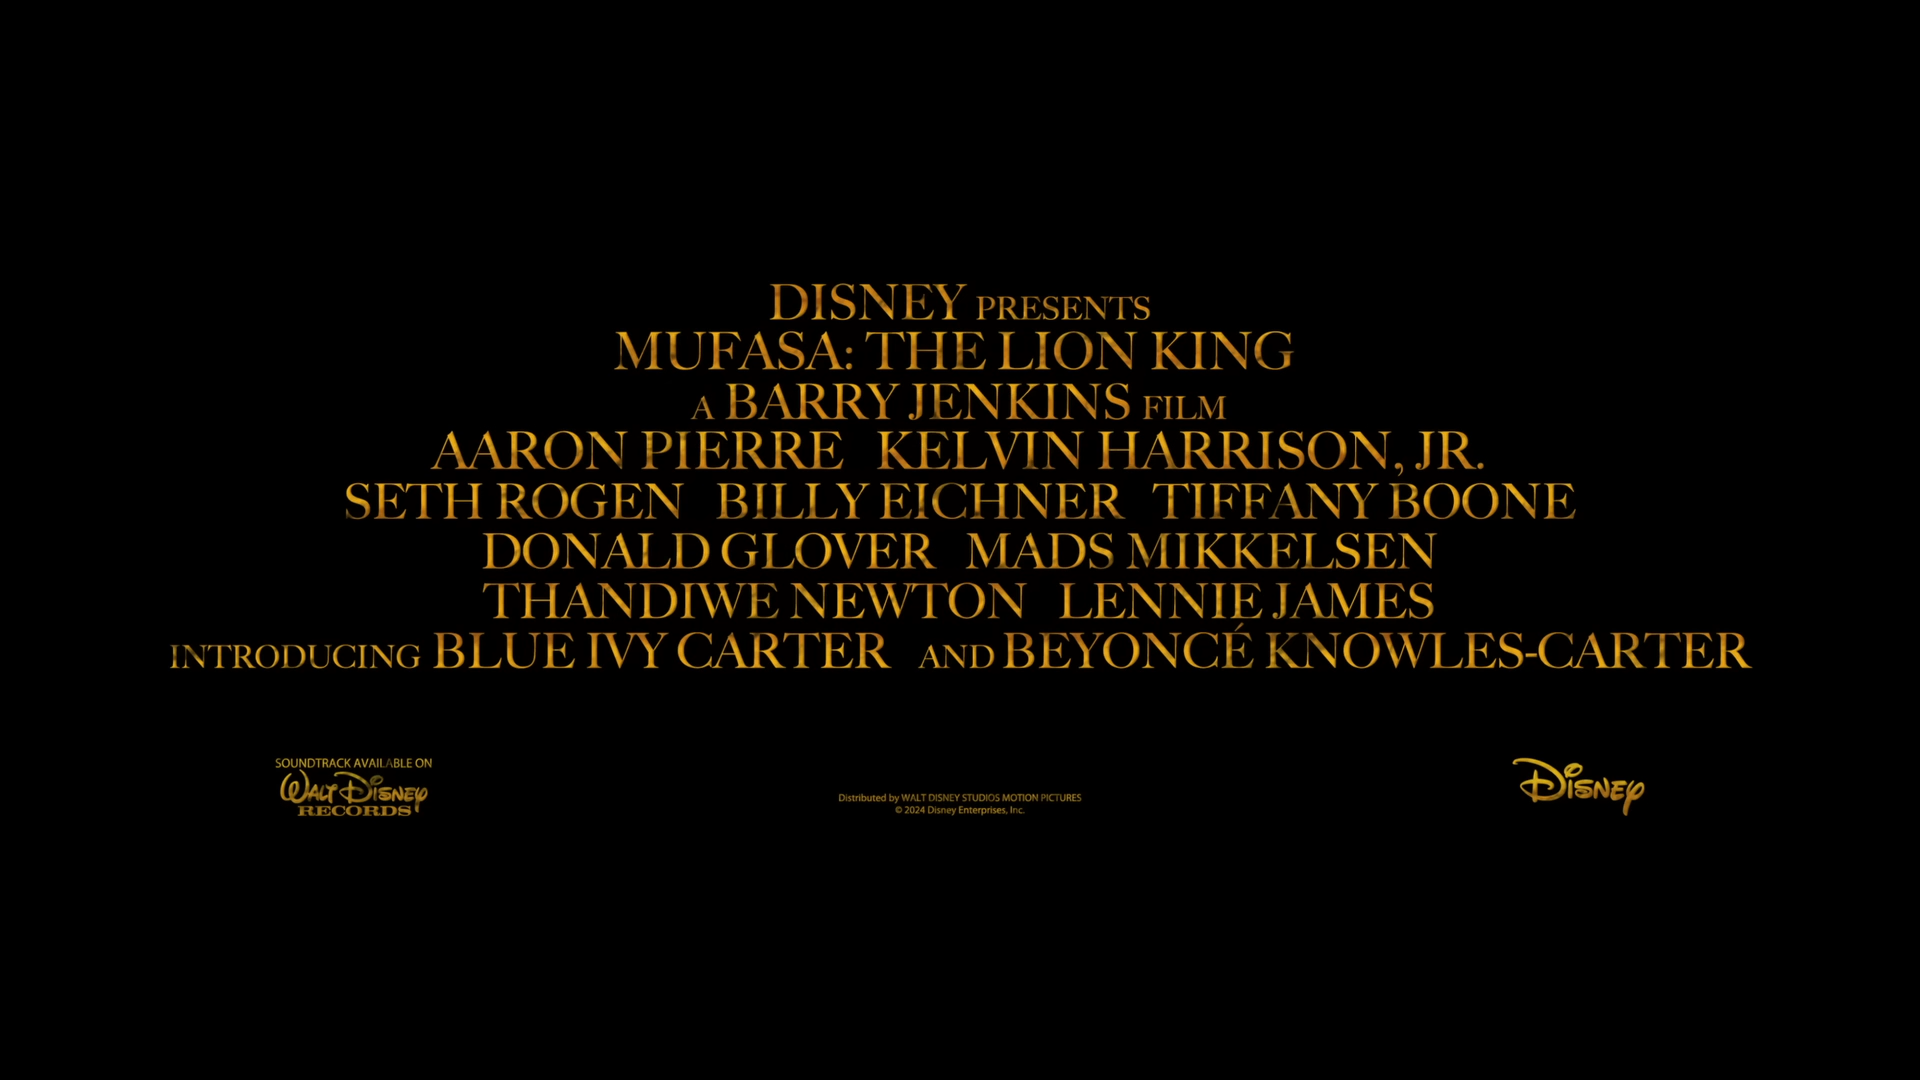 DISNEY PRESENTS
MUFASA: THE LION KING
A BARRY JENKINS FILM
AARON PIERRE KELVIN HARRISON, JR.
SETH ROGEN BILLY EICHNER TIFFANY BOONE
DONALD GLOVER MADS MIKKELSEN
THANDIWE NEWTON LENNIE JAMES
INTRODUCING BLUE IVY CARTER AND BEYONCÉ KNOWLES-CARTER
SOUNDTRACK AVAILABLE ON
WALT DISNEY
RECORDS
Distributed by WALT DISNEY STUDIOS MOTION PICTURES
© 2024 Disney Enterprises, Inc.
DISNEY